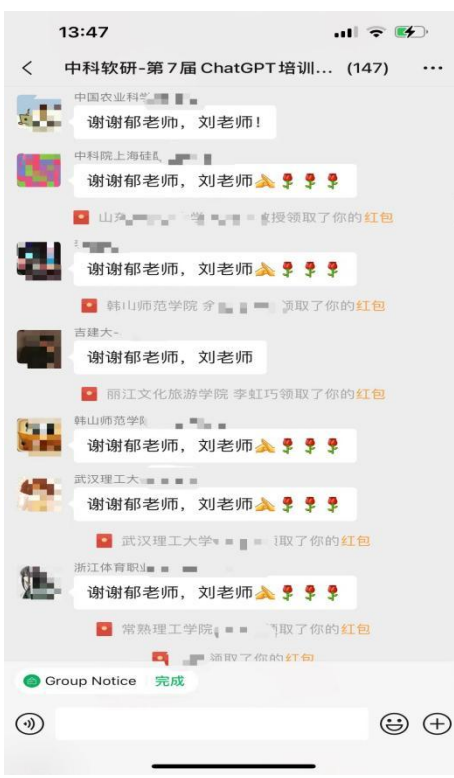 13:47
中科软研-第7届ChatGPT培训... (147)
中国农业科学
谢谢郁老师，刘老师！
中科院上海硅
谢谢郁老师，刘老师
教授领取了你的红包
谢谢郁老师，刘老师
韩山师范学院 余 领取了你的红包
吉建大-
谢谢郁老师，刘老师
丽江文化旅游学院 李虹巧领取了你的红包
韩山师范学
谢谢郁老师，刘老师
武汉理工大
谢谢郁老师，刘老师
武汉理工大学 领取了你的红包
浙江体育职业
谢谢郁老师，刘老师
常熟理工学院 领取了你的红包
领取了你的红包
Group Notice 完成